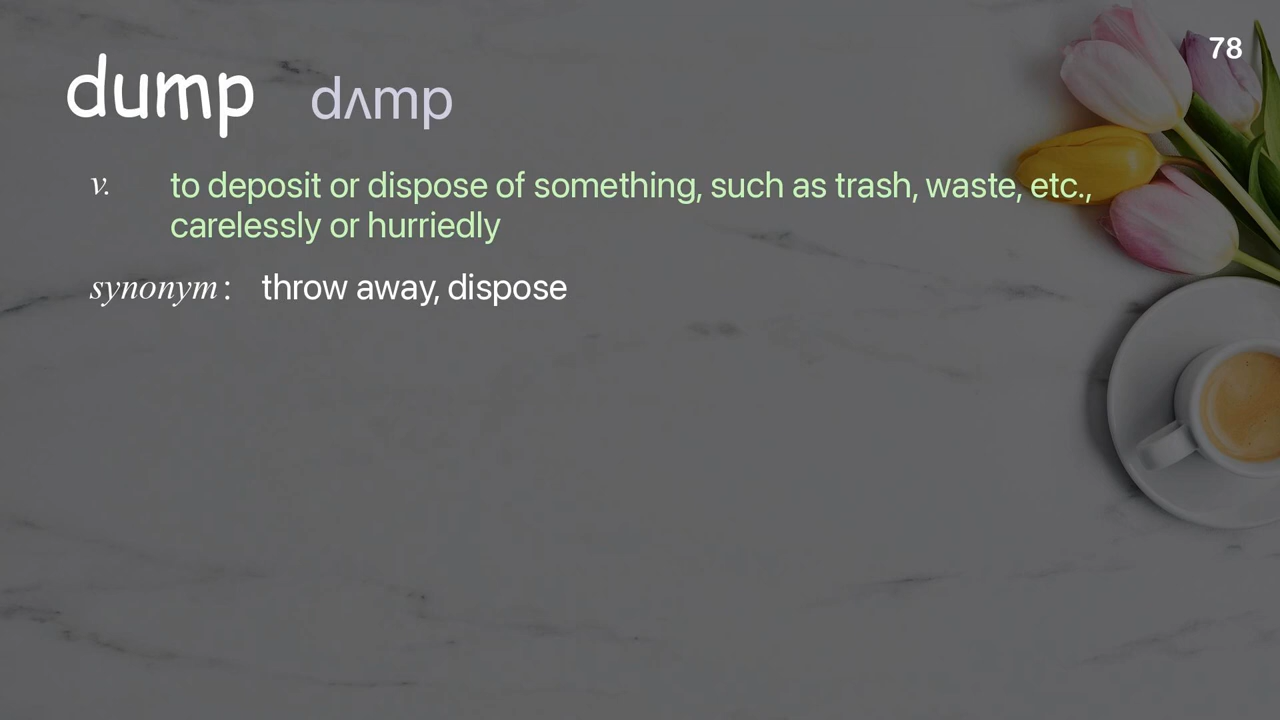 78
dump dʌmp
v. to deposit or dispose of something, such as trash, waste, etc.,
carelessly or hurriedly
synonym : throw away, dispose